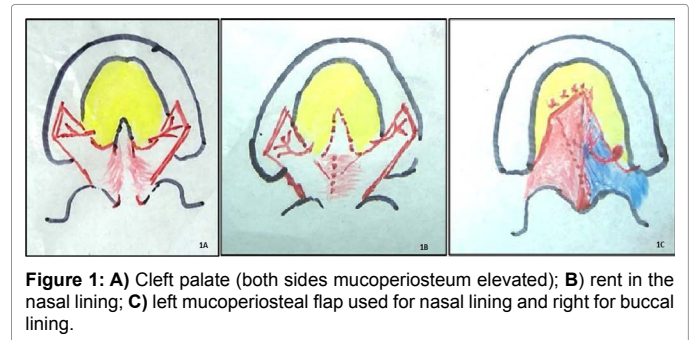 1A
1B
1C
Figure 1: A) Cleft palate (both sides mucoperiosteum elevated); B) rent in the
nasal lining; C) left mucoperiosteal flap used for nasal lining and right for buccal
lining.